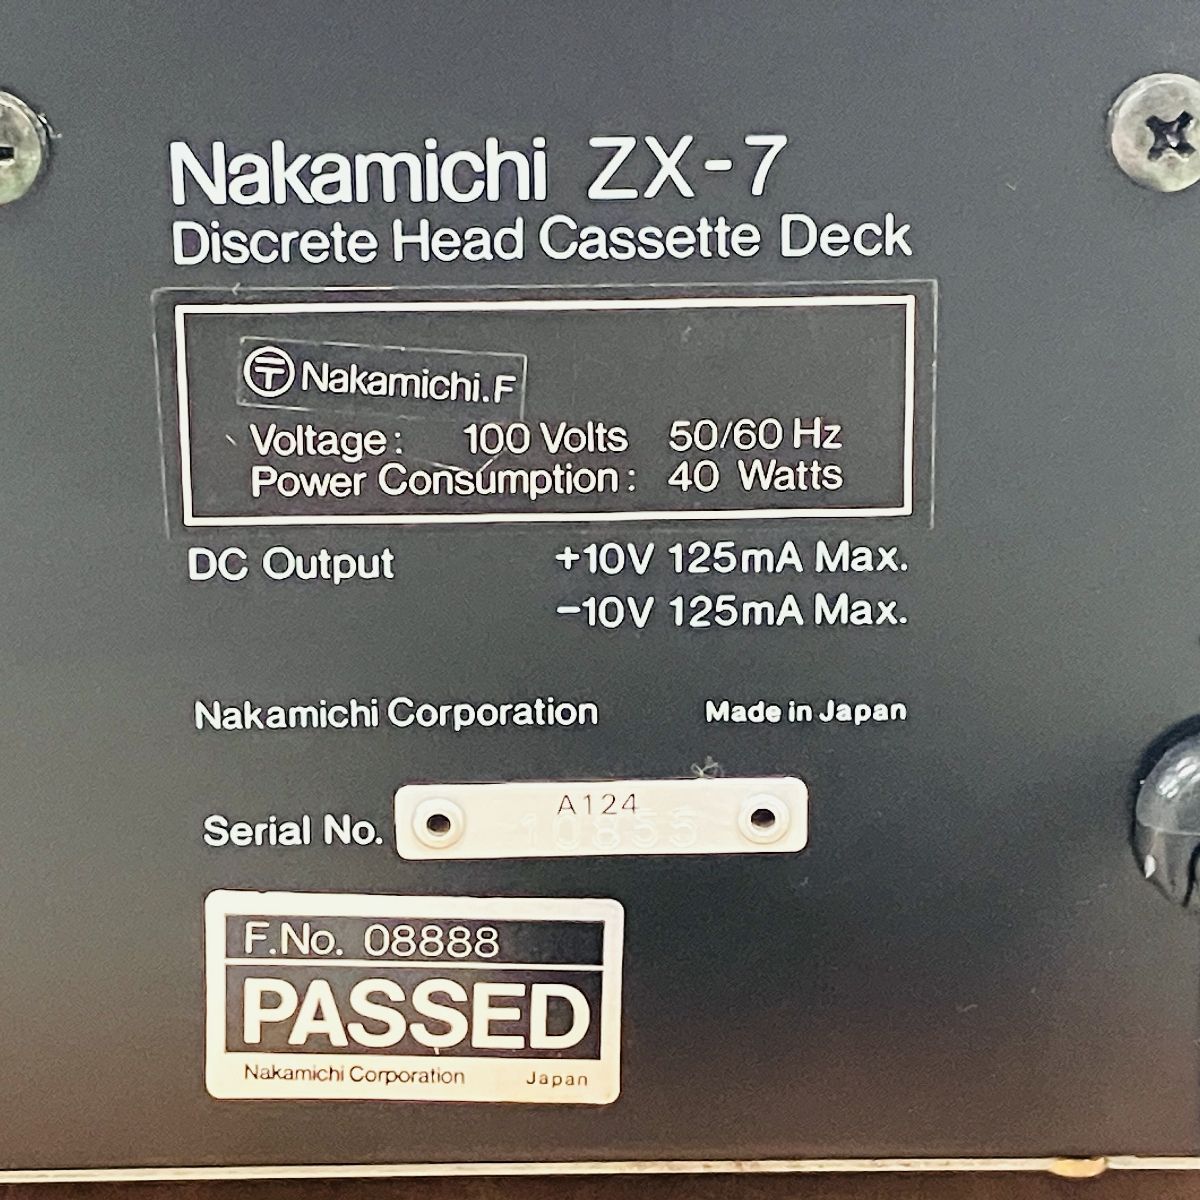 Nakamichi ZX-7
Discrete Head Cassette Deck
〒 Nakamichi.F
Voltage: 100 Volts 50/60 Hz
Power Consumption: 40 Watts
DC Output +10V 125mA Max.
-10V 125mA Max.
Nakamichi Corporation Made in Japan
A124
Serial No. 10855
F.No. 08888
PASSED
Nakamichi Corporation Japan